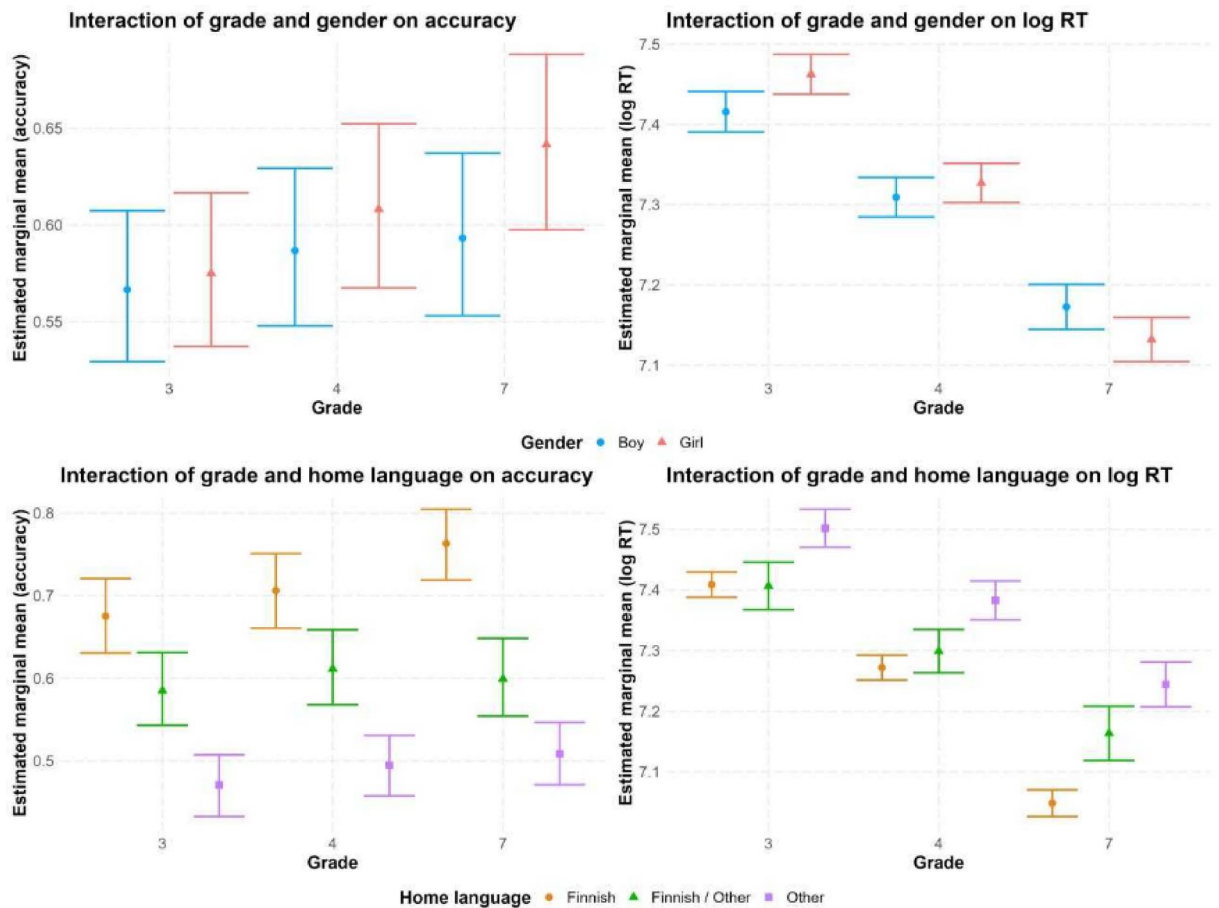 Interaction of grade and gender on accuracy
Estimated marginal mean (accuracy)
0.65
0.60
0.55
3 4 7
Grade
Interaction of grade and gender on log RT
Estimated marginal mean (log RT)
7.5
7.4
7.3
7.2
7.1
3 4 7
Grade
Gender Boy Girl
Interaction of grade and home language on accuracy
Estimated marginal mean (accuracy)
0.8
0.7
0.6
0.5
3 4 7
Grade
Interaction of grade and home language on log RT
Estimated marginal mean (log RT)
7.5
7.4
7.3
7.2
7.1
3 4 7
Grade
Home language Finnish Finnish / Other Other